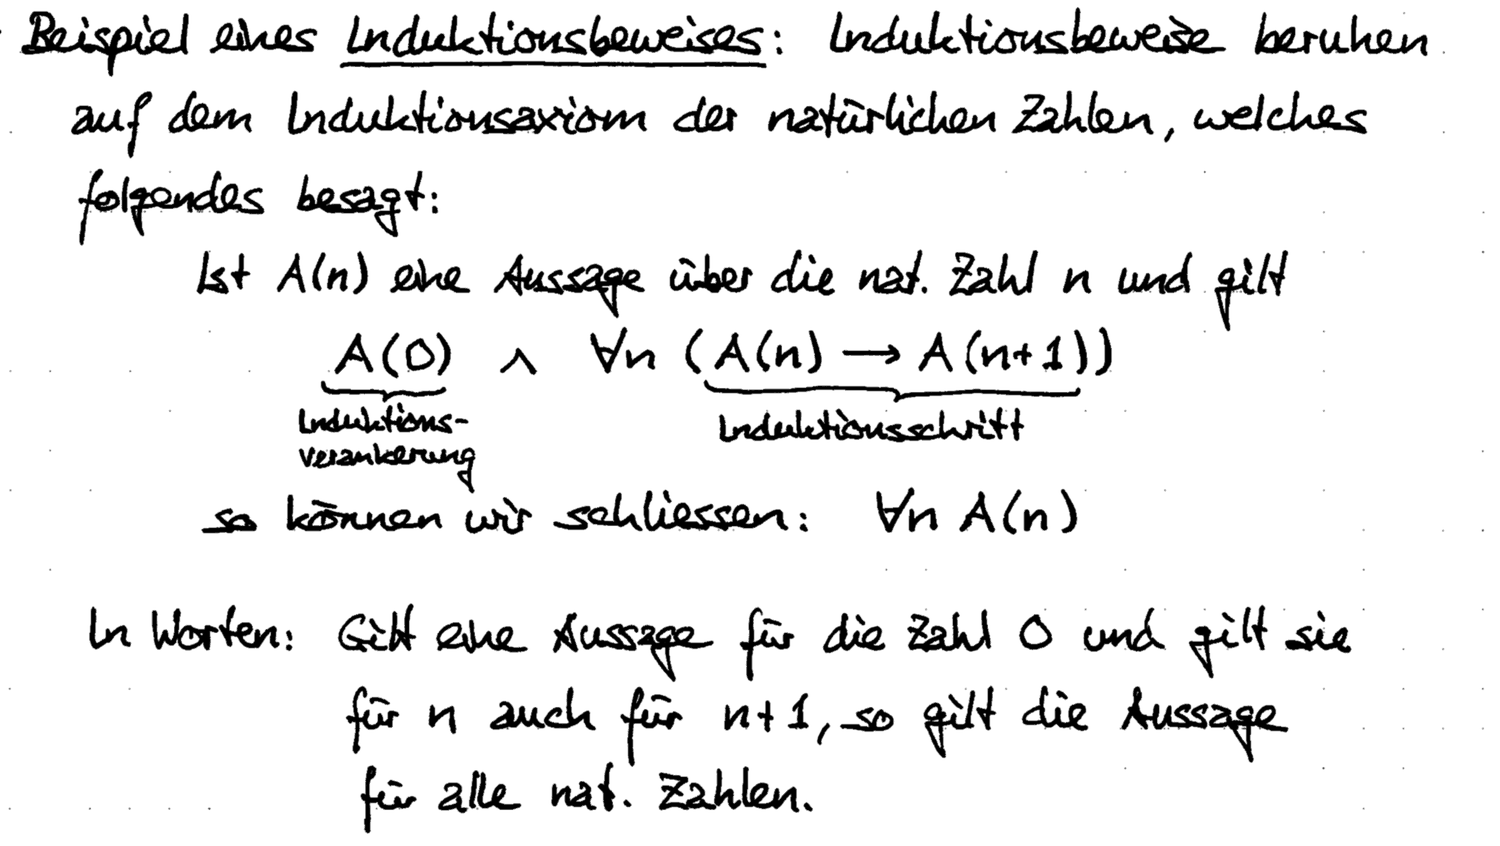 Beispiel eines Induktionsbeweises: Induktionsbeweise beruhen
auf dem Induktionsaxiom der natürlichen Zahlen, welches
folgendes besagt:
Ist A(n) eine Aussage über die nat. Zahl n und gilt
A(0) ∧ ∀n (A(n) → A(n+1))
Induktions-
verankerung
Induktionsschritt
so können wir schliessen: ∀n A(n)
In Worten: Gilt eine Aussage für die Zahl 0 und gilt sie
für n auch für n+1, so gilt die Aussage
für alle nat. Zahlen.